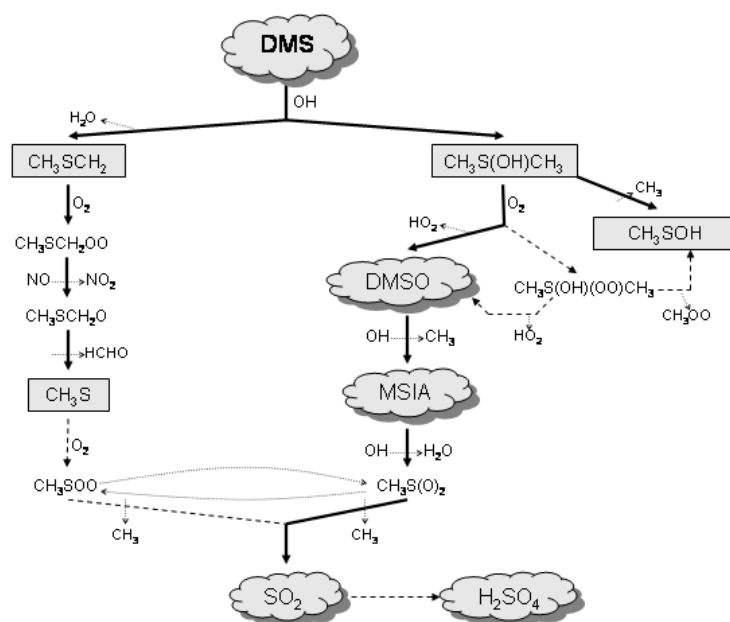 DMS
OH
H₂O
CH₃SCH₂
CH₃S(OH)CH₃
O₂
O₂
CH₃
HO₂
CH₃SOH
CH₃SCH₂OO
DMSO
CH₃S(OH)(OO)CH₃
NO
NO₂
CH₃OO
CH₃SCH₂O
HO₂
OH
CH₃
HCHO
CH₃S
MSIA
O₂
OH
H₂O
CH₃SOO
CH₃S(O)₂
CH₃
CH₃
SO₂
H₂SO₄